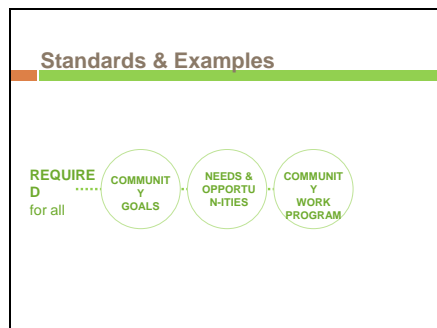 Standards & Examples
REQUIRE
D
for all
COMMUNIT
Y
GOALS
NEEDS &
OPPORTU
N-ITIES
COMMUNIT
Y
WORK
PROGRAM